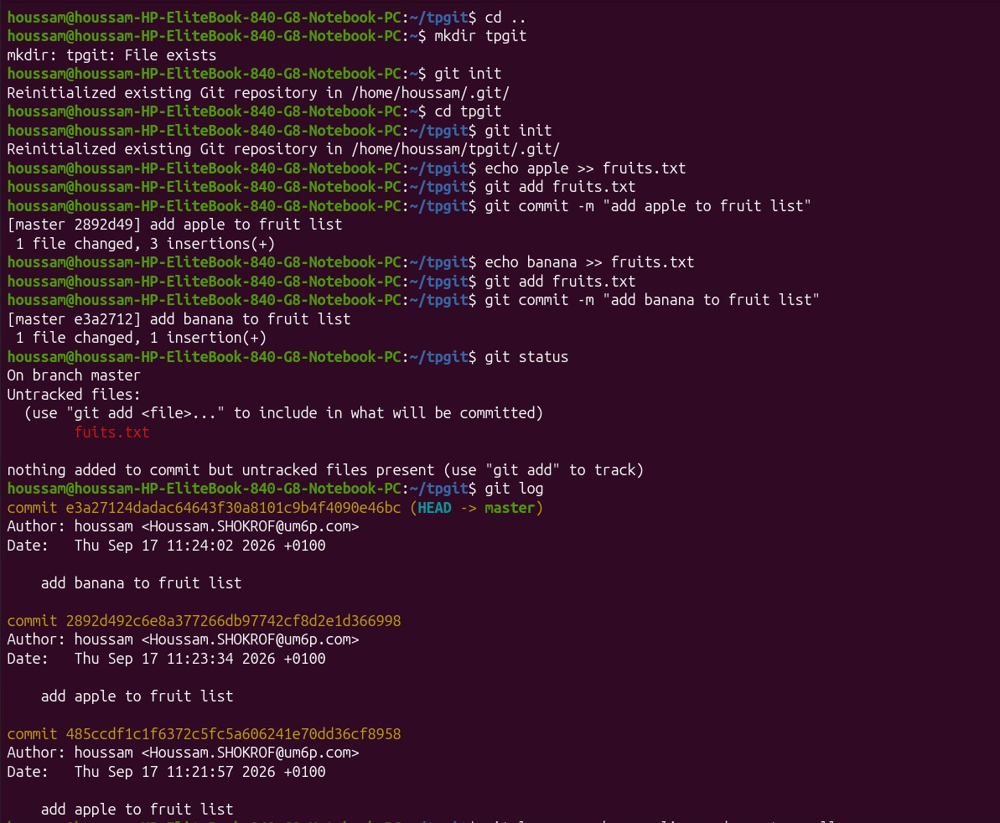 houssam@houssam-HP-EliteBook-840-G8-Notebook-PC:~/tpgit$ cd ..
houssam@houssam-HP-EliteBook-840-G8-Notebook-PC:~$ mkdir tpgit
mkdir: tpgit: File exists
houssam@houssam-HP-EliteBook-840-G8-Notebook-PC:~$ git init
Reinitialized existing Git repository in /home/houssam/.git/
houssam@houssam-HP-EliteBook-840-G8-Notebook-PC:~$ cd tpgit
houssam@houssam-HP-EliteBook-840-G8-Notebook-PC:~/tpgit$ git init
Reinitialized existing Git repository in /home/houssam/tpgit/.git/
houssam@houssam-HP-EliteBook-840-G8-Notebook-PC:~/tpgit$ echo apple >> fruits.txt
houssam@houssam-HP-EliteBook-840-G8-Notebook-PC:~/tpgit$ git add fruits.txt
houssam@houssam-HP-EliteBook-840-G8-Notebook-PC:~/tpgit$ git commit -m "add apple to fruit list"
[master 2892d49] add apple to fruit list
 1 file changed, 3 insertions(+)
houssam@houssam-HP-EliteBook-840-G8-Notebook-PC:~/tpgit$ echo banana >> fruits.txt
houssam@houssam-HP-EliteBook-840-G8-Notebook-PC:~/tpgit$ git add fruits.txt
houssam@houssam-HP-EliteBook-840-G8-Notebook-PC:~/tpgit$ git commit -m "add banana to fruit list"
[master e3a2712] add banana to fruit list
 1 file changed, 1 insertion(+)
houssam@houssam-HP-EliteBook-840-G8-Notebook-PC:~/tpgit$ git status
On branch master
Untracked files:
  (use "git add <file>..." to include in what will be committed)
        fuits.txt

nothing added to commit but untracked files present (use "git add" to track)
houssam@houssam-HP-EliteBook-840-G8-Notebook-PC:~/tpgit$ git log
commit e3a27124dadac64643f30a8101c9b4f4090e46bc (HEAD -> master)
Author: houssam <Houssam.SHOKROF@um6p.com>
Date:   Thu Sep 17 11:24:02 2026 +0100

    add banana to fruit list

commit 2892d492c6e8a377266db97742cf8d2e1d366998
Author: houssam <Houssam.SHOKROF@um6p.com>
Date:   Thu Sep 17 11:23:34 2026 +0100

    add apple to fruit list

commit 485ccdf1c1f6372c5fc5a606241e70dd36cf8958
Author: houssam <Houssam.SHOKROF@um6p.com>
Date:   Thu Sep 17 11:21:57 2026 +0100

    add apple to fruit list